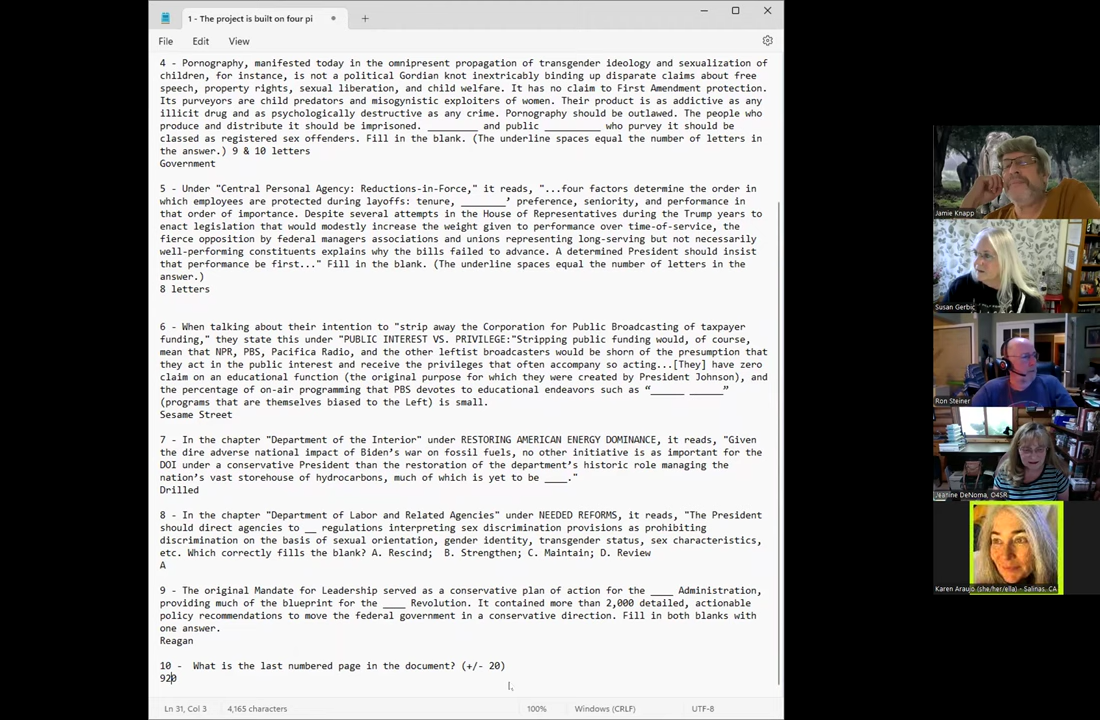 1 - The project is built on four pi
File Edit View
4 - Pornography, manifested today in the omnipresent propagation of transgender ideology and sexualization of
children, for instance, is not a political Gordian knot inextricably binding up disparate claims about free
speech, property rights, sexual liberation, and child welfare. It has no claim to First Amendment protection.
Its purveyors are child predators and misogynistic exploiters of women. Their product is as addictive as any
illicit drug and as psychologically destructive as any crime. Pornography should be outlawed. The people who
produce and distribute it should be imprisoned. _________ and public __________ who purvey it should be
classed as registered sex offenders. Fill in the blank. (The underline spaces equal the number of letters in
the answer.) 9 & 10 letters
Government
5 - Under "Central Personal Agency: Reductions-in-Force," it reads, "...four factors determine the order in
which employees are protected during layoffs: tenure, ________’ preference, seniority, and performance in
that order of importance. Despite several attempts in the House of Representatives during the Trump years to
enact legislation that would modestly increase the weight given to performance over time-of-service, the
fierce opposition by federal managers associations and unions representing long-serving but not necessarily
well-performing constituents explains why the bills failed to advance. A determined President should insist
that performance be first..." Fill in the blank. (The underline spaces equal the number of letters in the
answer.)
8 letters
6 - When talking about their intention to "strip away the Corporation for Public Broadcasting of taxpayer
funding," they state this under "PUBLIC INTEREST VS. PRIVILEGE:"Stripping public funding would, of course,
mean that NPR, PBS, Pacifica Radio, and the other leftist broadcasters would be shorn of the presumption that
they act in the public interest and receive the privileges that often accompany so acting...[They] have zero
claim on an educational function (the original purpose for which they were created by President Johnson), and
the percentage of on-air programming that PBS devotes to educational endeavors such as “______ ______”
(programs that are themselves biased to the Left) is small.
Sesame Street
7 - In the chapter "Department of the Interior" under RESTORING AMERICAN ENERGY DOMINANCE, it reads, "Given
the dire adverse national impact of Biden’s war on fossil fuels, no other initiative is as important for the
DOI under a conservative President than the restoration of the department’s historic role managing the
nation’s vast storehouse of hydrocarbons, much of which is yet to be ____."
Drilled
8 - In the chapter "Department of Labor and Related Agencies" under NEEDED REFORMS, it reads, "The President
should direct agencies to __ regulations interpreting sex discrimination provisions as prohibiting
discrimination on the basis of sexual orientation, gender identity, transgender status, sex characteristics,
etc. Which correctly fills the blank? A. Rescind;  B. Strengthen; C. Maintain; D. Review
A
9 - The original Mandate for Leadership served as a conservative plan of action for the ____ Administration,
providing much of the blueprint for the ____ Revolution. It contained more than 2,000 detailed, actionable
policy recommendations to move the federal government in a conservative direction. Fill in both blanks with
one answer.
Reagan
10 -  What is the last numbered page in the document? (+/- 20)
920
Ln 31, Col 3 4,165 characters 100% Windows (CRLF) UTF-8
Jamie Knapp
Susan Gerbic
Ron Steiner
Jeanine DeNoma, O4SR
Karen Araujo (she/her/ella) - Salinas, CA